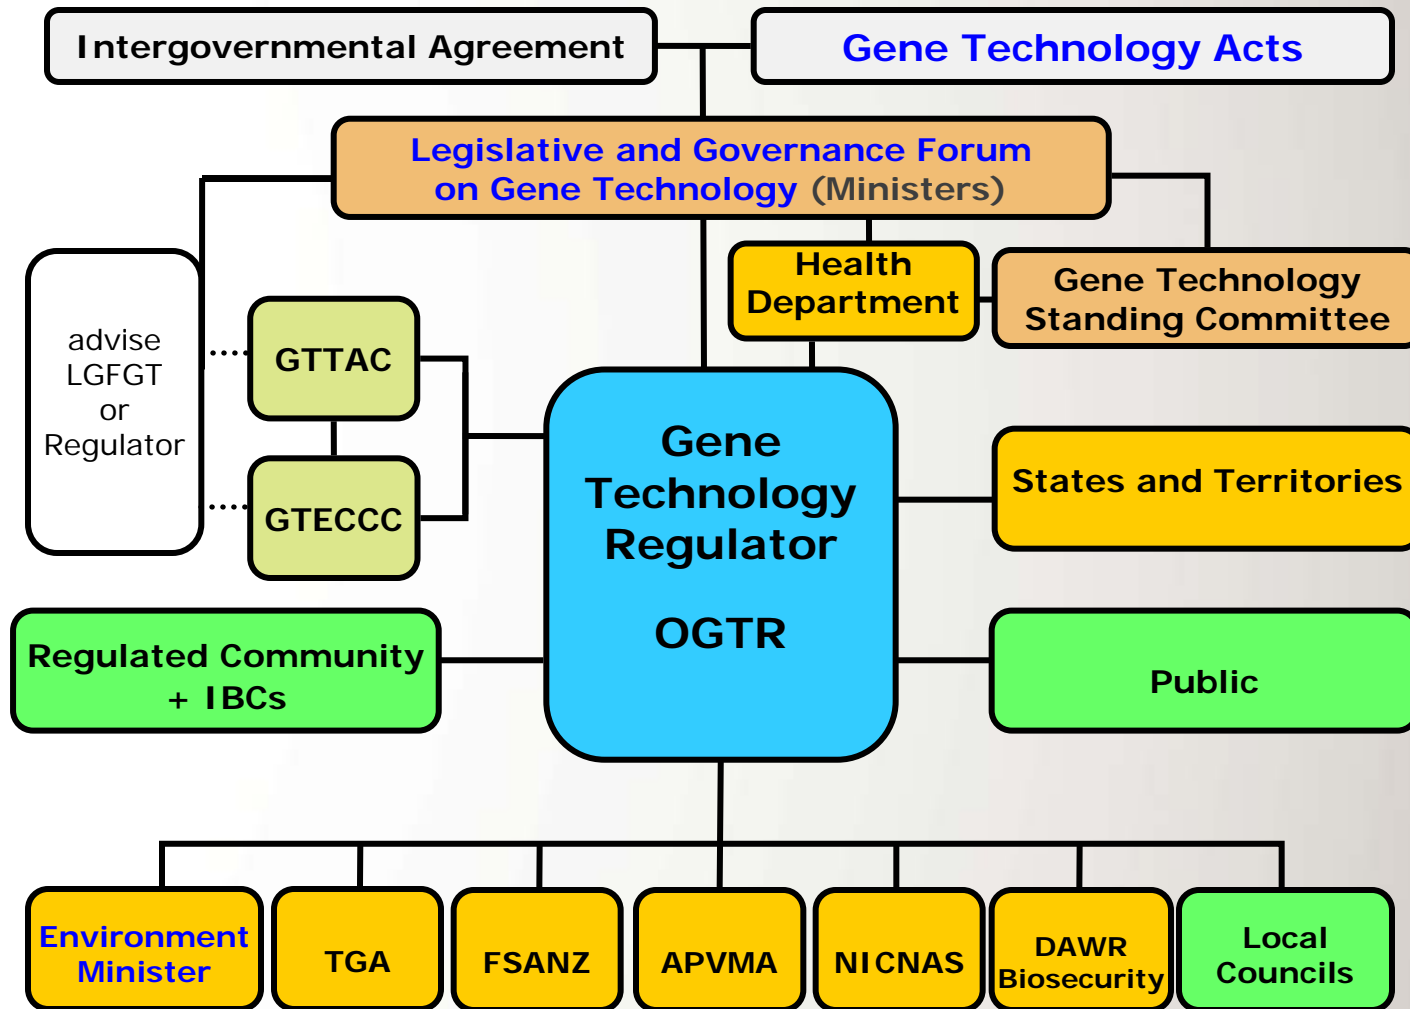 Intergovernmental Agreement
Gene Technology Acts
Legislative and Governance Forum
on Gene Technology (Ministers)
Health
Department
Gene Technology
Standing Committee
advise
LGFGT
or
Regulator
GTTAC
GTECCC
Gene
Technology
Regulator
OGTR
States and Territories
Regulated Community
+ IBCs
Public
Environment
Minister
TGA
FSANZ
APVMA
NICNAS
DAWR
Biosecurity
Local
Councils